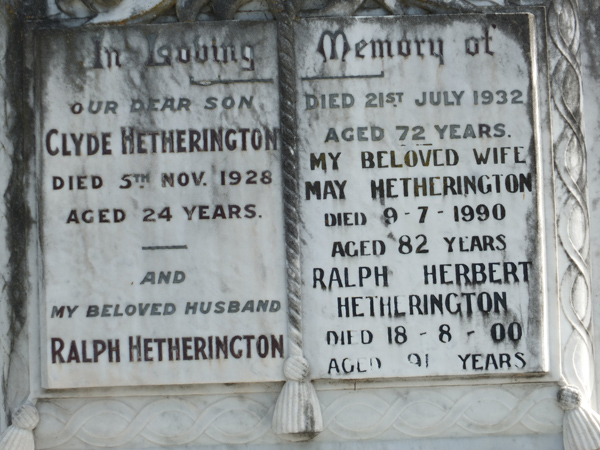 In Loving
OUR DEAR SON
CLYDE HETHERINGTON
DIED 5TH NOV. 1928
AGED 24 YEARS.
AND
MY BELOVED HUSBAND
RALPH HETHERINGTON
Memory of
DIED 21ST JULY 1932
AGED 72 YEARS.
MY BELOVED WIFE
MAY HETHERINGTON
DIED 9-7-1990
AGED 82 YEARS
RALPH HERBERT
HETHERINGTON
DIED 18-8-00
AGED 91 YEARS